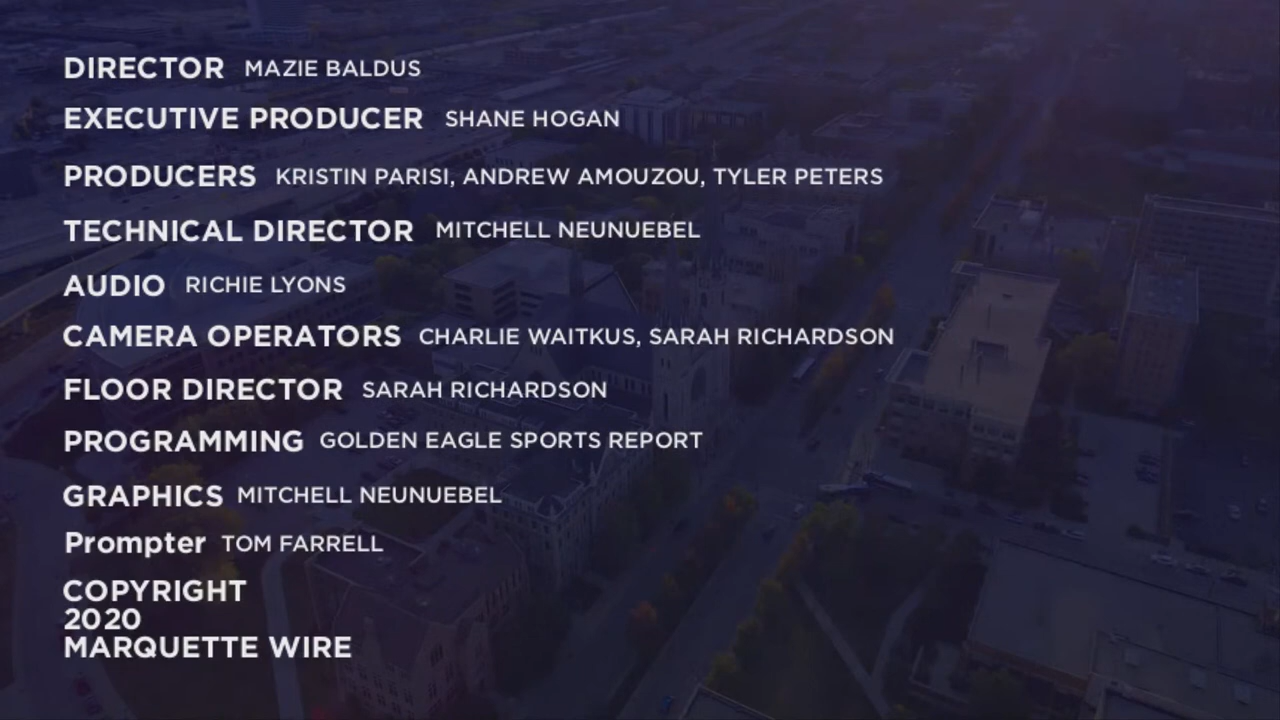 DIRECTOR MAZIE BALDUS
EXECUTIVE PRODUCER SHANE HOGAN
PRODUCERS KRISTIN PARISI, ANDREW AMOUZOU, TYLER PETERS
TECHNICAL DIRECTOR MITCHELL NEUNUEBEL
AUDIO RICHIE LYONS
CAMERA OPERATORS CHARLIE WAITKUS, SARAH RICHARDSON
FLOOR DIRECTOR SARAH RICHARDSON
PROGRAMMING GOLDEN EAGLE SPORTS REPORT
GRAPHICS MITCHELL NEUNUEBEL
Prompter TOM FARRELL
COPYRIGHT
2020
MARQUETTE WIRE